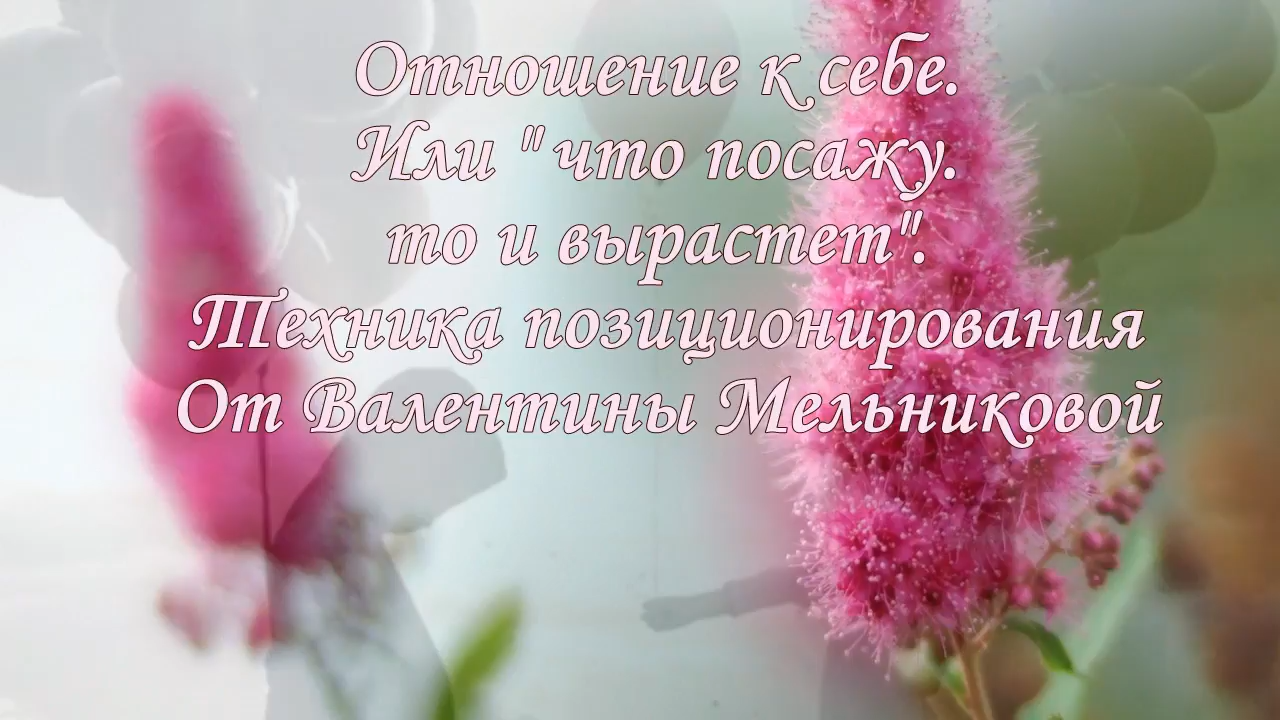 Отношение к себе.
Или "что посажу.
то и вырастет".
Техника позиционирования
От Валентины Мельниковой